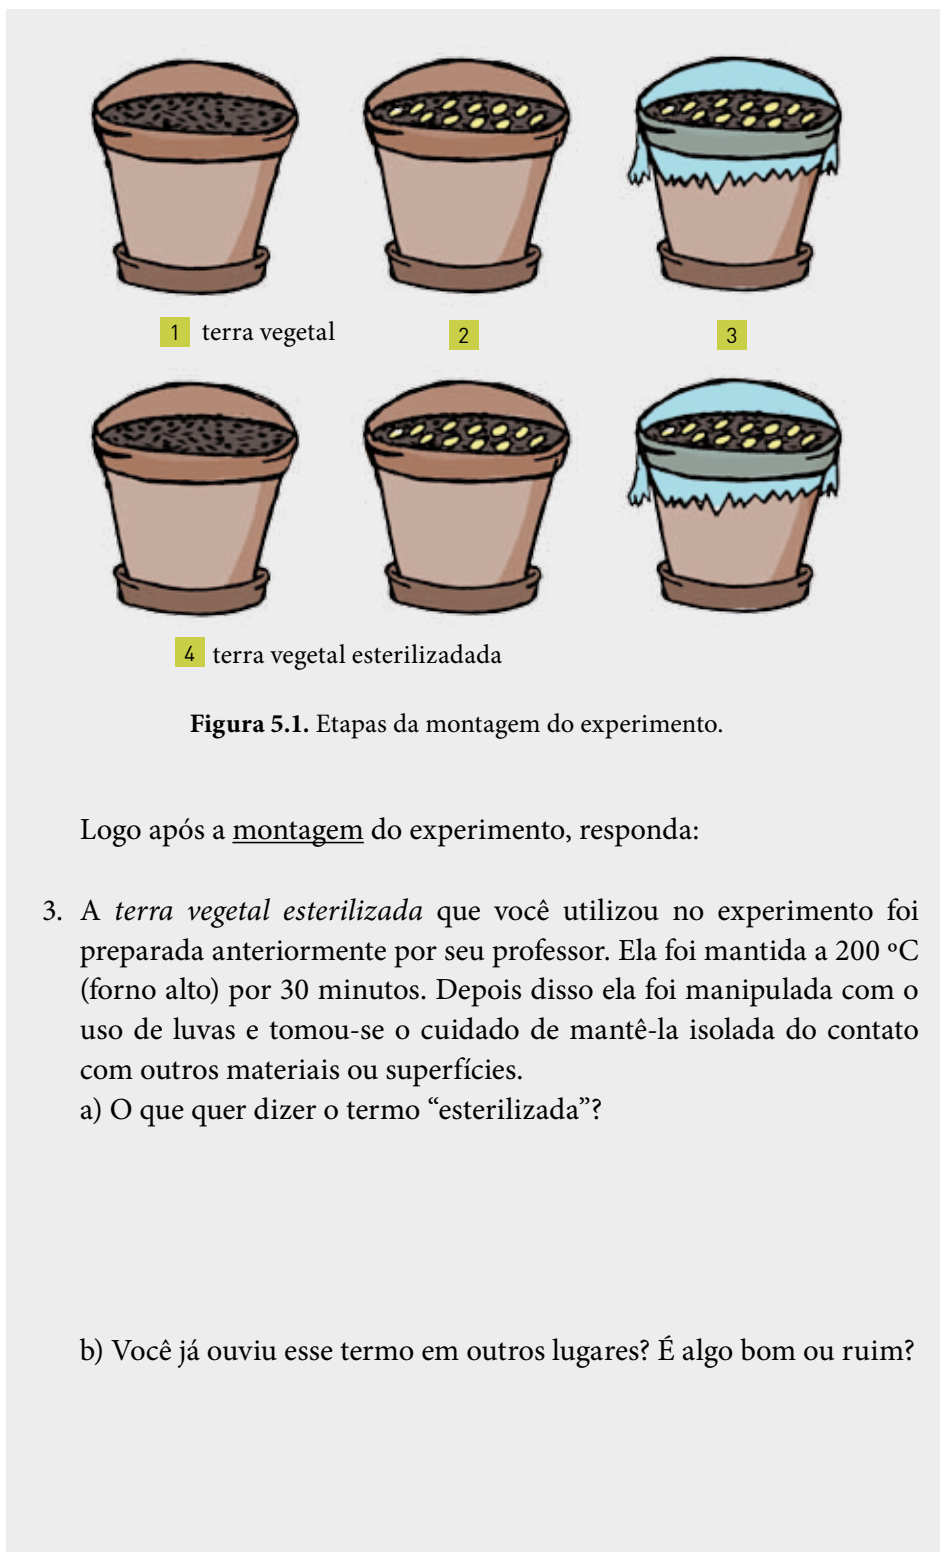 1 terra vegetal
2
3
4 terra vegetal esterilizadada
Figura 5.1. Etapas da montagem do experimento.
Logo após a montagem do experimento, responda:
3. A terra vegetal esterilizada que você utilizou no experimento foi
preparada anteriormente por seu professor. Ela foi mantida a 200 ºC
(forno alto) por 30 minutos. Depois disso ela foi manipulada com o
uso de luvas e tomou-se o cuidado de mantê-la isolada do contato
com outros materiais ou superfícies.
a) O que quer dizer o termo “esterilizada”?
b) Você já ouviu esse termo em outros lugares? É algo bom ou ruim?